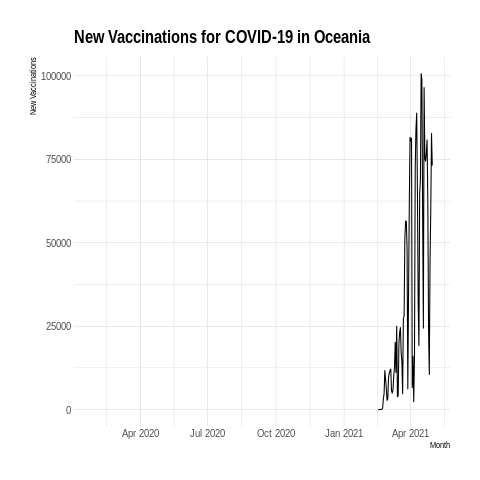 New Vaccinations for COVID-19 in Oceania
New Vaccinations
100000
75000
50000
25000
0
Apr 2020 Jul 2020 Oct 2020 Jan 2021 Apr 2021
Month